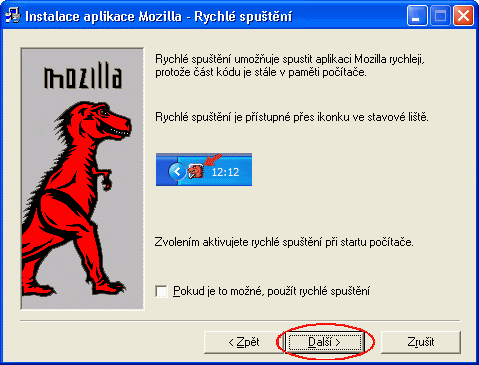 Instalace aplikace Mozilla - Rychlé spuštění
mozilla
Rychlé spuštění umožňuje spustit aplikaci Mozilla rychleji,
protože část kódu je stále v paměti počítače.
Rychlé spuštění je přístupné přes ikonku ve stavové liště.
12:12
Zvolením aktivujete rychlé spuštění při startu počítače.
Pokud je to možné, použít rychlé spuštění
< Zpět
Další >
Zrušit